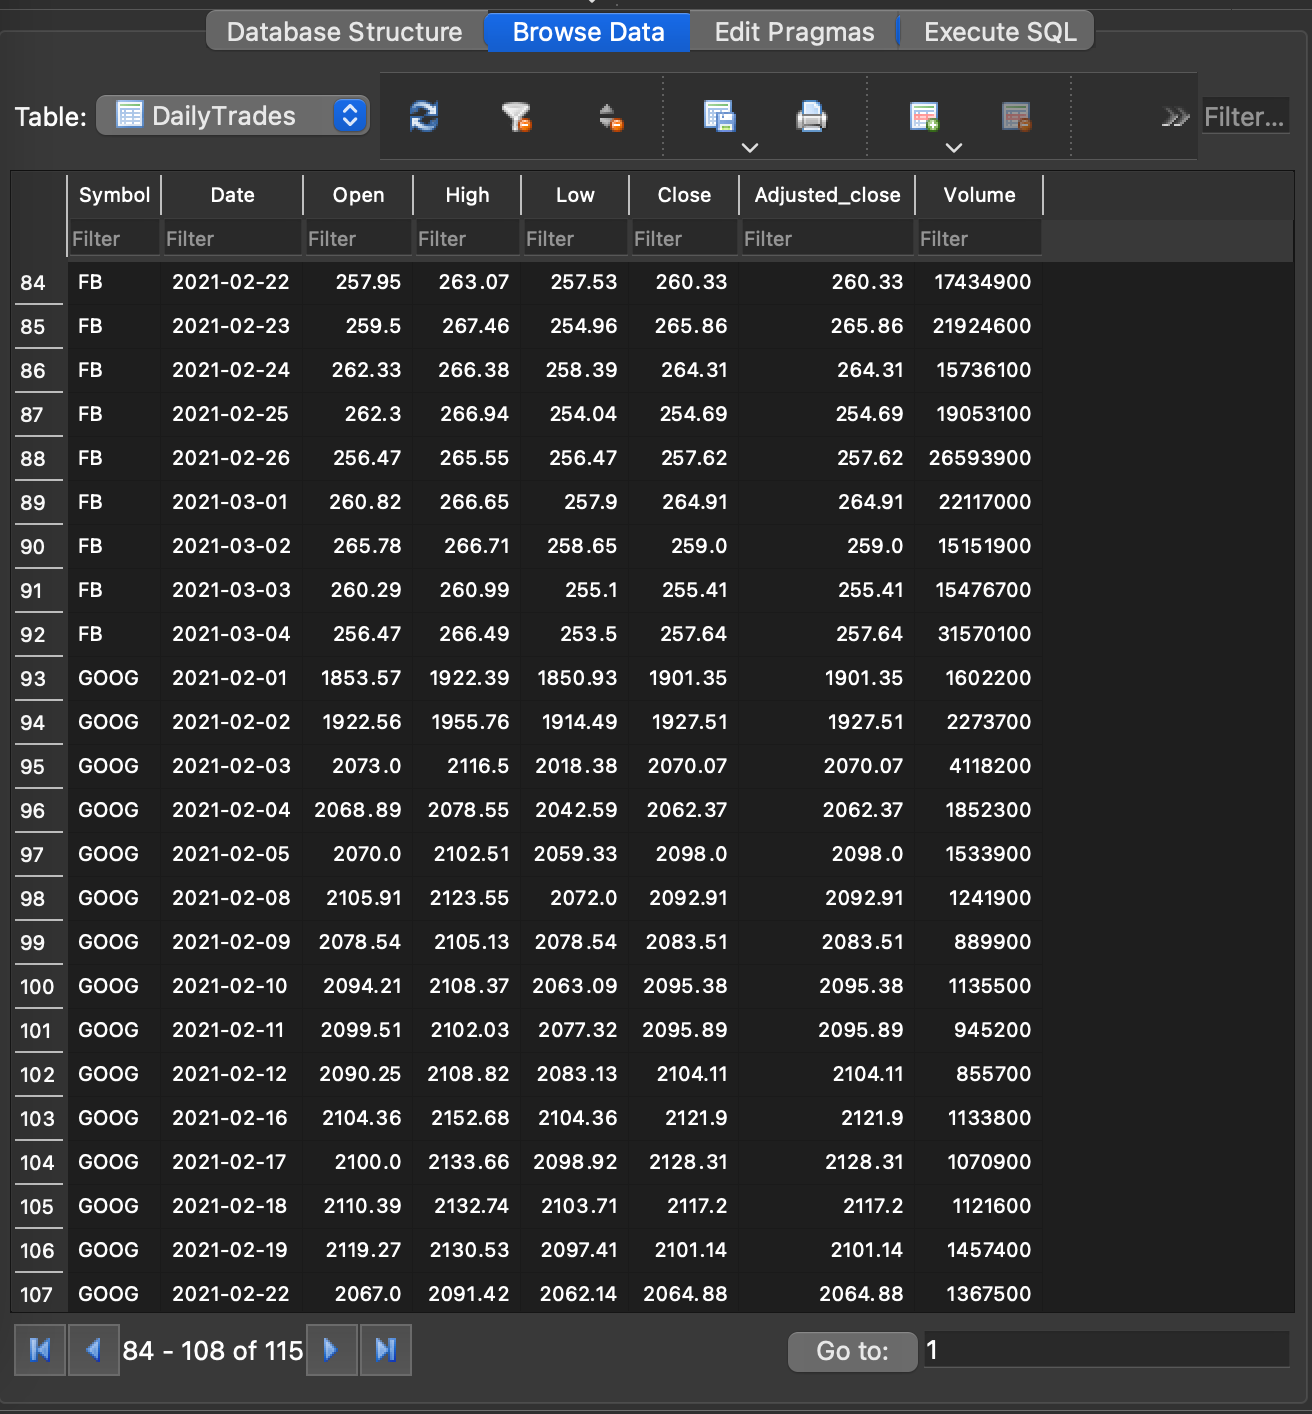 Database Structure Browse Data Edit Pragmas Execute SQL
Table: DailyTrades Filter...
Symbol Date Open High Low Close Adjusted_close Volume
Filter Filter Filter Filter Filter Filter Filter Filter
84 FB 2021-02-22 257.95 263.07 257.53 260.33 260.33 17434900
85 FB 2021-02-23 259.5 267.46 254.96 265.86 265.86 21924600
86 FB 2021-02-24 262.33 266.38 258.39 264.31 264.31 15736100
87 FB 2021-02-25 262.3 266.94 254.04 254.69 254.69 19053100
88 FB 2021-02-26 256.47 265.55 256.47 257.62 257.62 26593900
89 FB 2021-03-01 260.82 266.65 257.9 264.91 264.91 22117000
90 FB 2021-03-02 265.78 266.71 258.65 259.0 259.0 15151900
91 FB 2021-03-03 260.29 260.99 255.1 255.41 255.41 15476700
92 FB 2021-03-04 256.47 266.49 253.5 257.64 257.64 31570100
93 GOOG 2021-02-01 1853.57 1922.39 1850.93 1901.35 1901.35 1602200
94 GOOG 2021-02-02 1922.56 1955.76 1914.49 1927.51 1927.51 2273700
95 GOOG 2021-02-03 2073.0 2116.5 2018.38 2070.07 2070.07 4118200
96 GOOG 2021-02-04 2068.89 2078.55 2042.59 2062.37 2062.37 1852300
97 GOOG 2021-02-05 2070.0 2102.51 2059.33 2098.0 2098.0 1533900
98 GOOG 2021-02-08 2105.91 2123.55 2072.0 2092.91 2092.91 1241900
99 GOOG 2021-02-09 2078.54 2105.13 2078.54 2083.51 2083.51 889900
100 GOOG 2021-02-10 2094.21 2108.37 2063.09 2095.38 2095.38 1135500
101 GOOG 2021-02-11 2099.51 2102.03 2077.32 2095.89 2095.89 945200
102 GOOG 2021-02-12 2090.25 2108.82 2083.13 2104.11 2104.11 855700
103 GOOG 2021-02-16 2104.36 2152.68 2104.36 2121.9 2121.9 1133800
104 GOOG 2021-02-17 2100.0 2133.66 2098.92 2128.31 2128.31 1070900
105 GOOG 2021-02-18 2110.39 2132.74 2103.71 2117.2 2117.2 1121600
106 GOOG 2021-02-19 2119.27 2130.53 2097.41 2101.14 2101.14 1457400
107 GOOG 2021-02-22 2067.0 2091.42 2062.14 2064.88 2064.88 1367500
84 - 108 of 115 Go to: 1